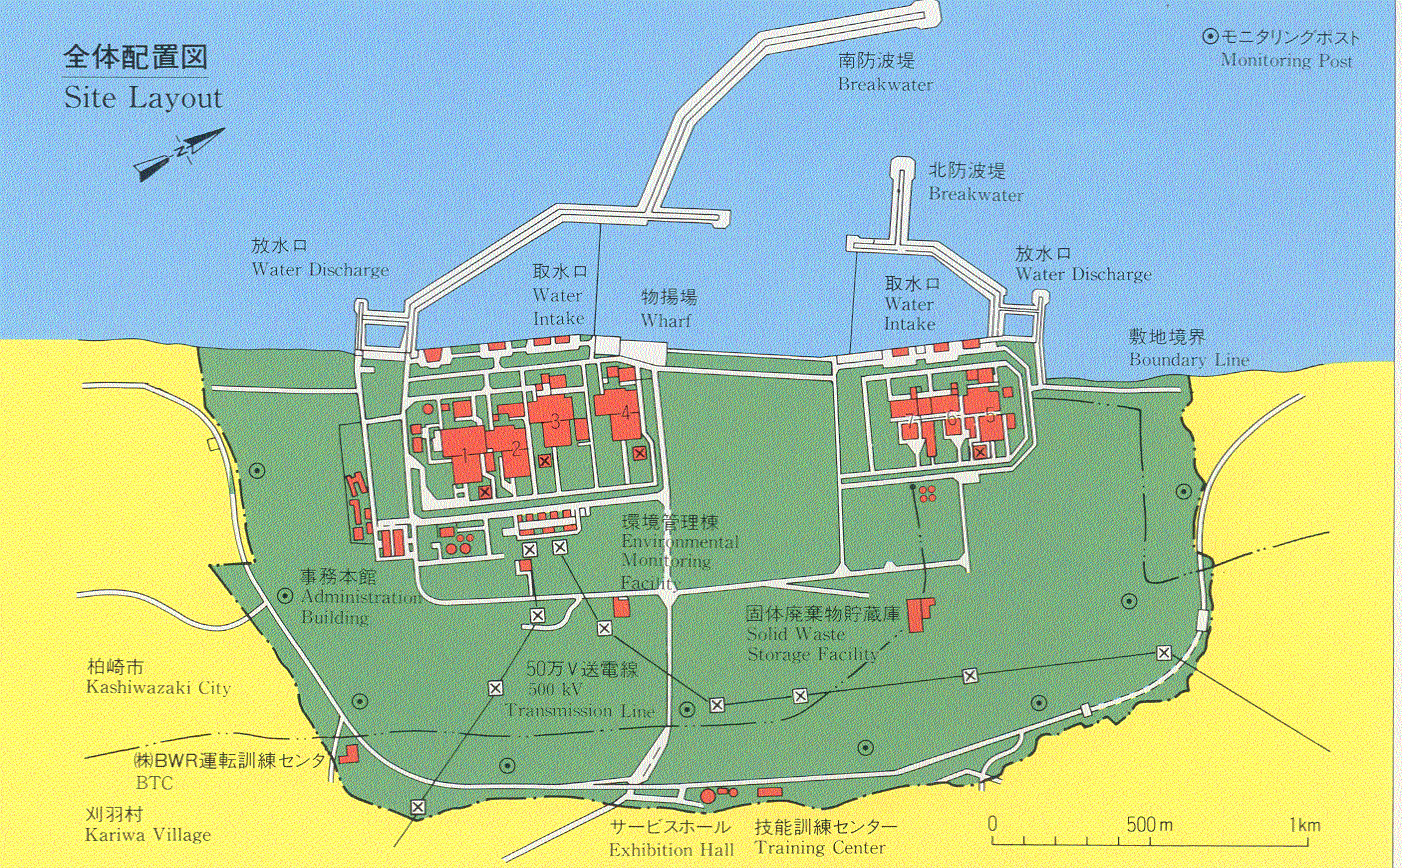 全体配置図
Site Layout
N
モニタリングポスト
Monitoring Post
南防波堤
Breakwater
北防波堤
Breakwater
放水口
Water Discharge
取水口
Water
Intake
物揚場
Wharf
取水口
Water
Intake
放水口
Water Discharge
敷地境界
Boundary Line
1
2
3
4
7
6
5
環境管理棟
Environmental
Monitoring
Facility
事務本館
Administration
Building
固体廃棄物貯蔵庫
Solid Waste
Storage Facility
柏崎市
Kashiwazaki City
50万V送電線
500 kV
Transmission Line
㈱BWR運転訓練センタ
BTC
刈羽村
Kariwa Village
サービスホール
Exhibition Hall
技能訓練センター
Training Center
0 500m 1km